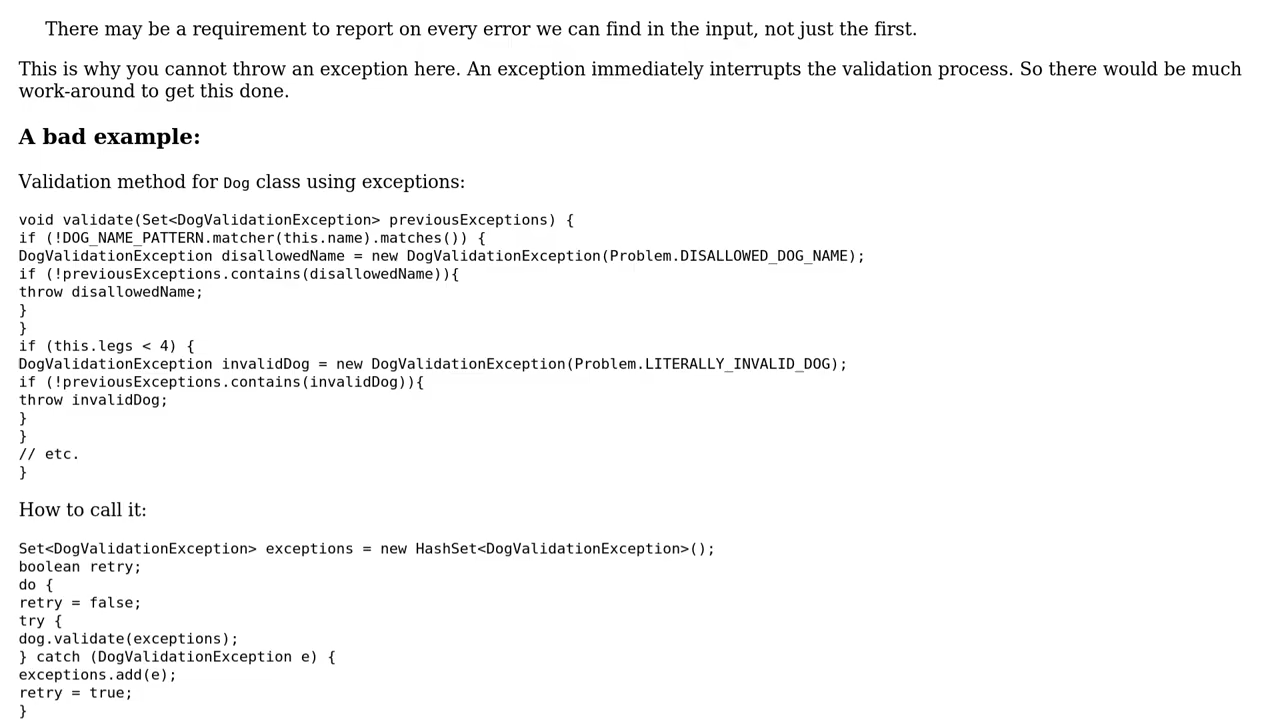 There may be a requirement to report on every error we can find in the input, not just the first.
This is why you cannot throw an exception here. An exception immediately interrupts the validation process. So there would be much
work-around to get this done.
A bad example:
Validation method for Dog class using exceptions:
void validate(Set<DogValidationException> previousExceptions) {
if (!DOG_NAME_PATTERN.matcher(this.name).matches()) {
DogValidationException disallowedName = new DogValidationException(Problem.DISALLOWED_DOG_NAME);
if (!previousExceptions.contains(disallowedName)){
throw disallowedName;
}
}
if (this.legs < 4) {
DogValidationException invalidDog = new DogValidationException(Problem.LITERALLY_INVALID_DOG);
if (!previousExceptions.contains(invalidDog)){
throw invalidDog;
}
}
// etc.
}
How to call it:
Set<DogValidationException> exceptions = new HashSet<DogValidationException>();
boolean retry;
do {
retry = false;
try {
dog.validate(exceptions);
} catch (DogValidationException e) {
exceptions.add(e);
retry = true;
}